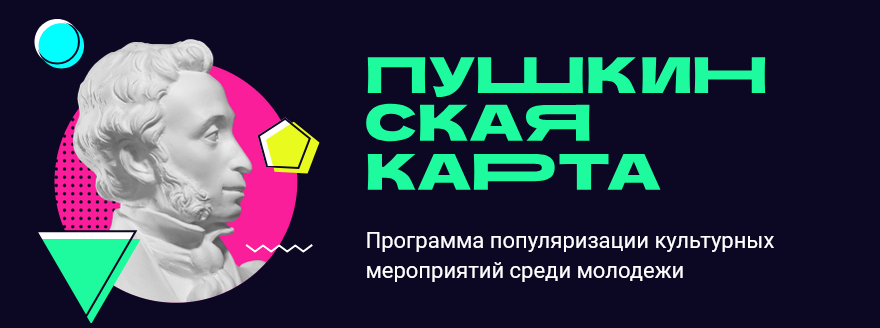 ПУШКИН
СКАЯ
КАРТА
Программа популяризации культурных
мероприятий среди молодежи